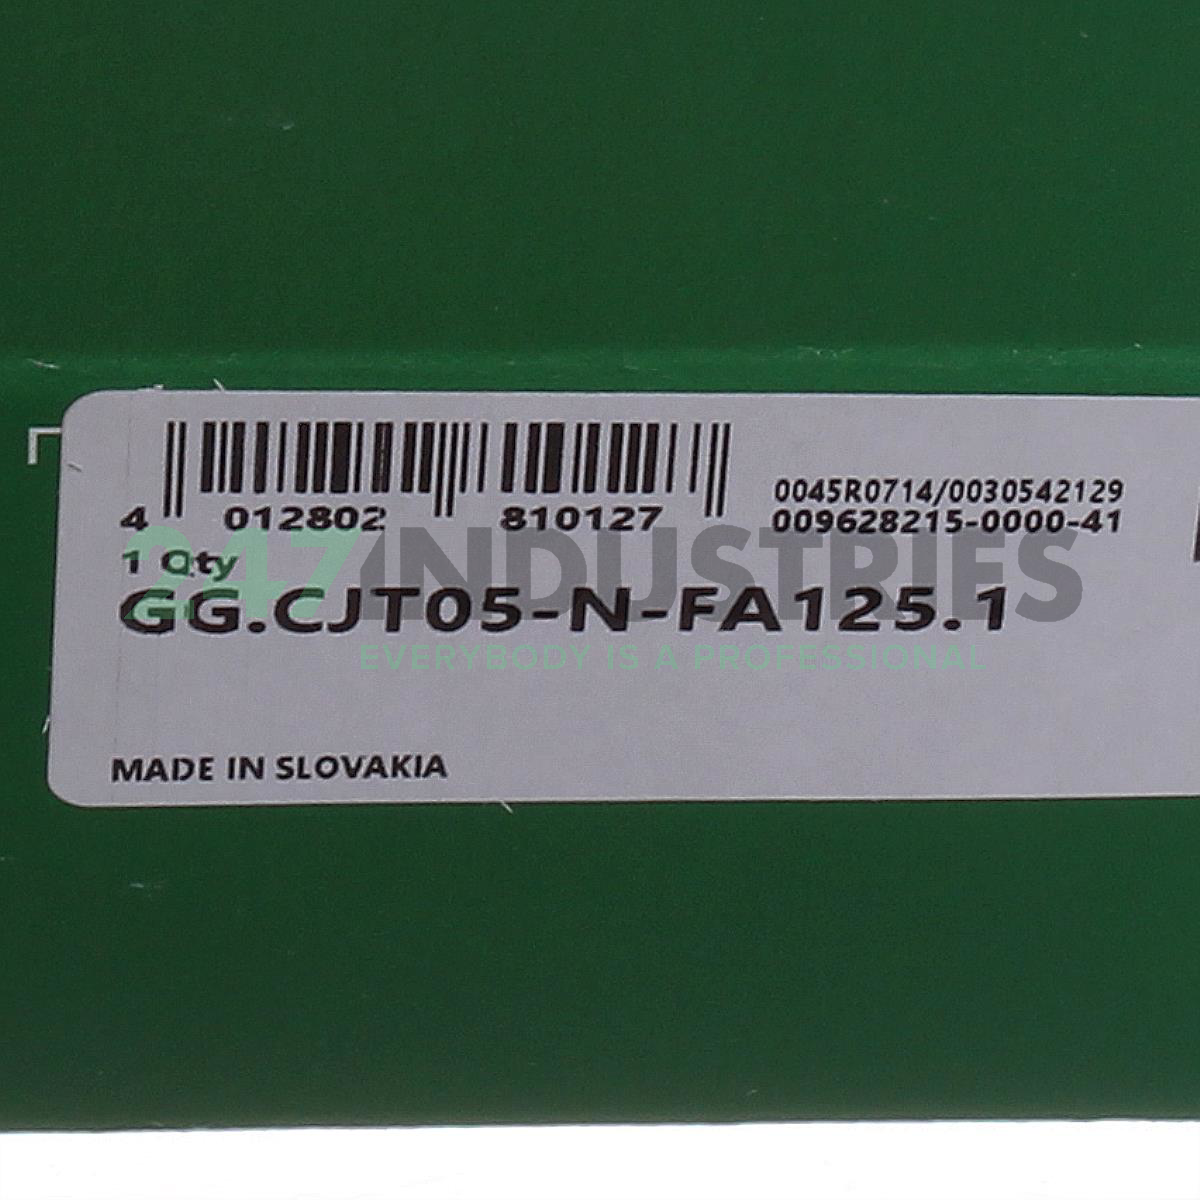 4 012802 810127
0045R0714/0030542129
009628215-0000-41
1 Qty
247INDUSTRIES
GG.CJT05-N-FA125.1
EVERYBODY IS A PROFESSIONAL
MADE IN SLOVAKIA